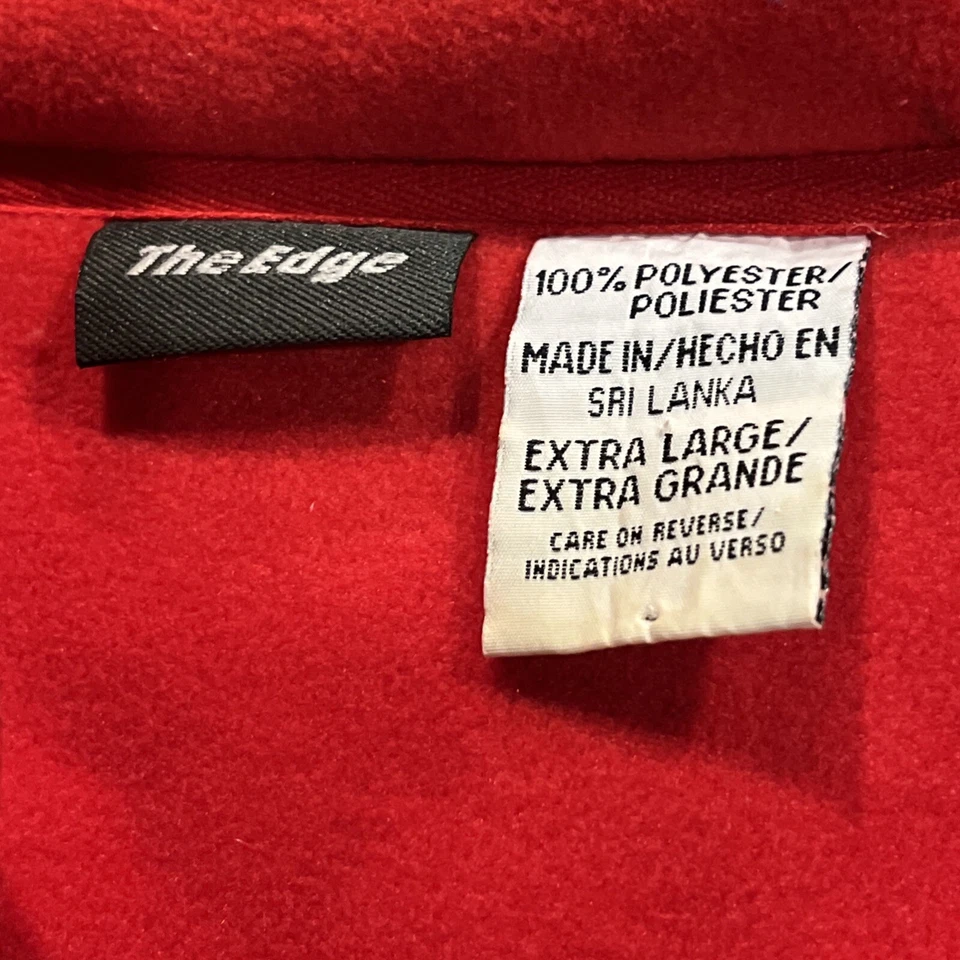 The Edge
100% POLYESTER/
POLIESTER
MADE IN/HECHO EN
SRI LANKA
EXTRA LARGE/
EXTRA GRANDE
CARE ON REVERSE/
INDICATIONS AU VERSO